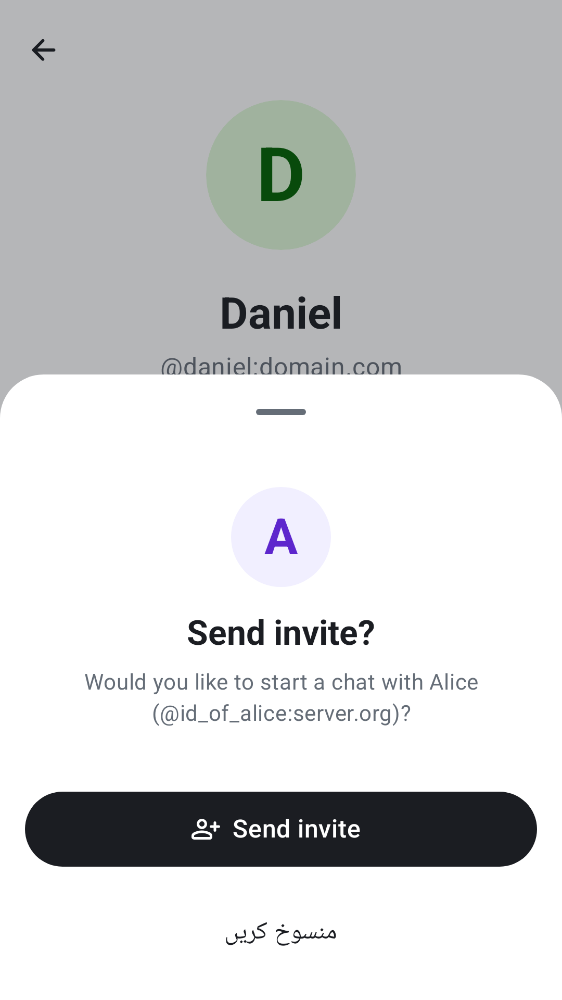 D
Daniel
@daniel:domain.com
A
Send invite?
Would you like to start a chat with Alice
(@id_of_alice:server.org)?
Send invite
منسوخ کریں